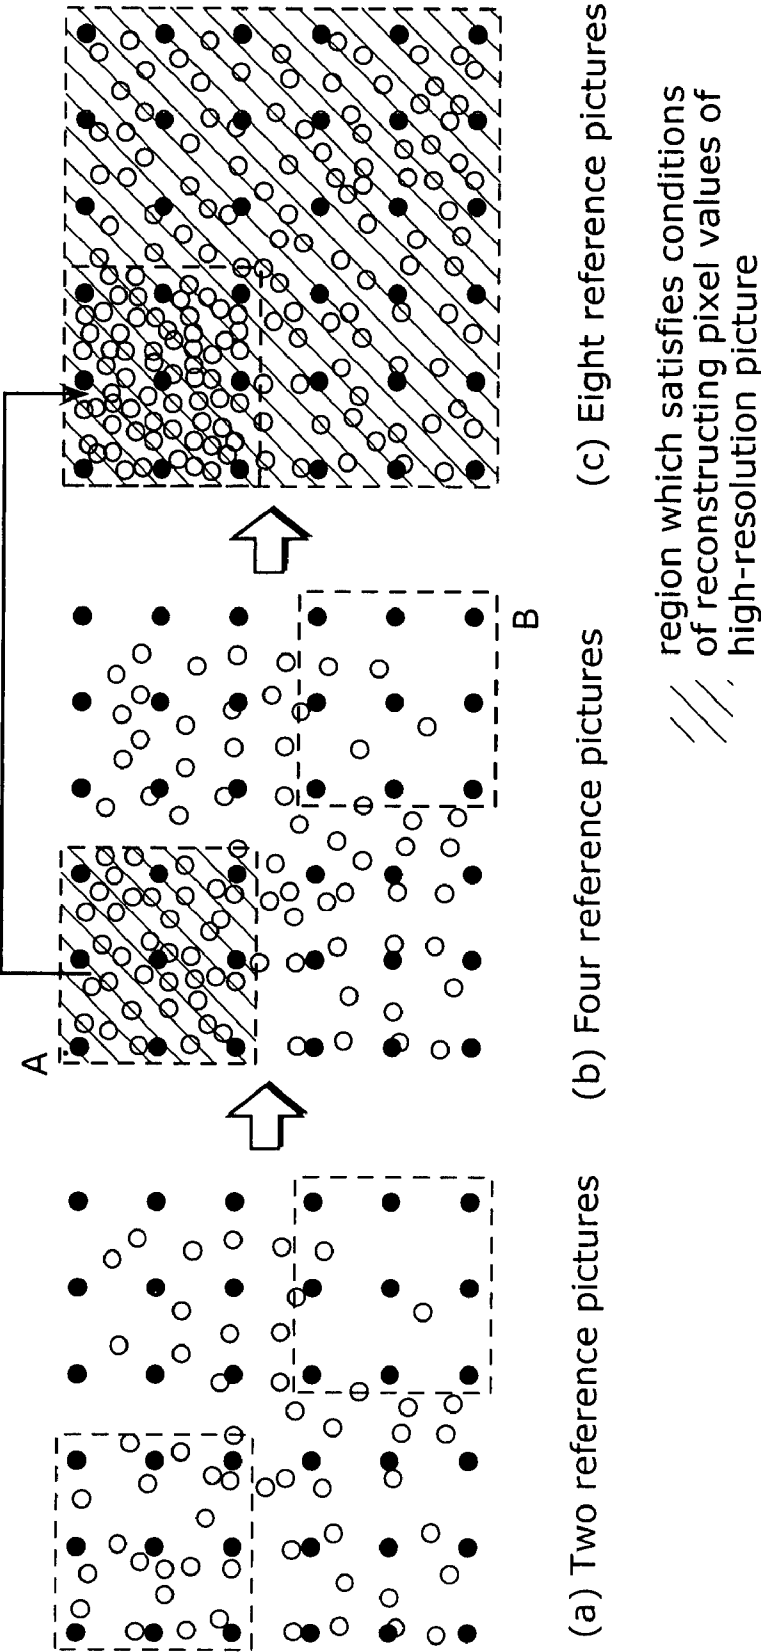 A
B
(a) Two reference pictures
(b) Four reference pictures
(c) Eight reference pictures
region which satisfies conditions
of reconstructing pixel values of
high-resolution picture